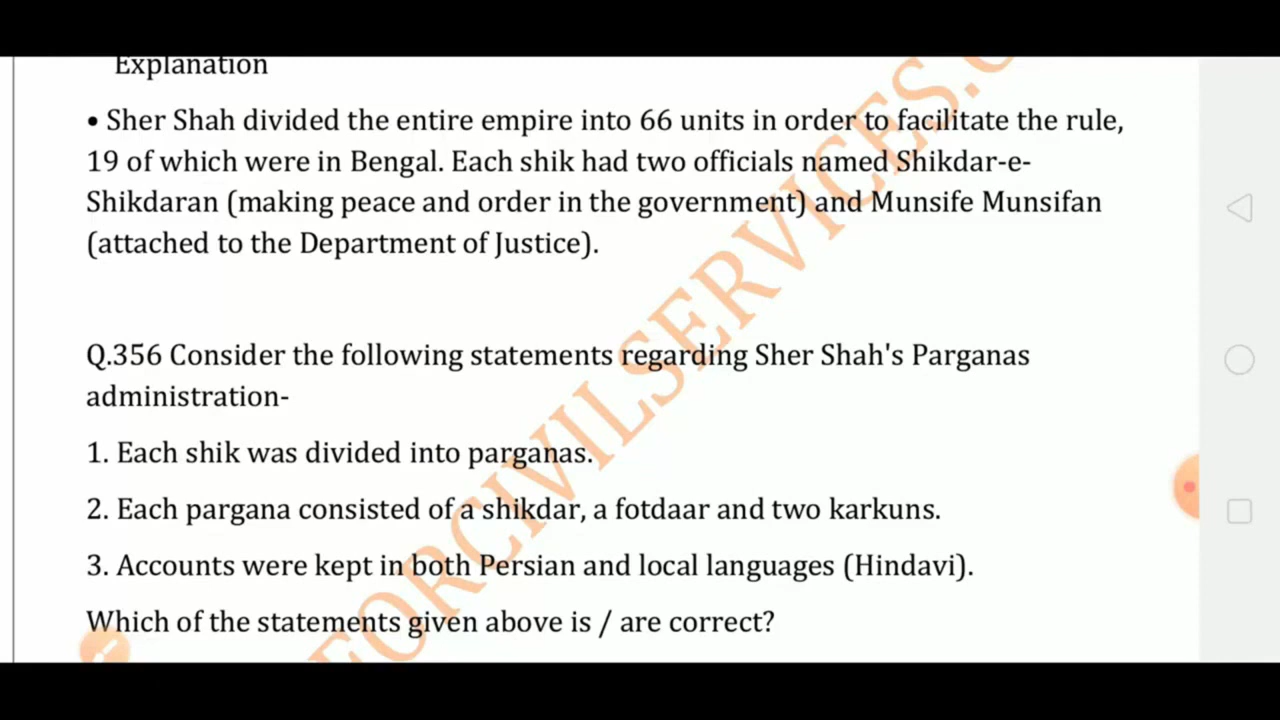 Explanation
• Sher Shah divided the entire empire into 66 units in order to facilitate the rule,
19 of which were in Bengal. Each shik had two officials named Shikdar-e-
Shikdaran (making peace and order in the government) and Munsife Munsifan
(attached to the Department of Justice).
Q.356 Consider the following statements regarding Sher Shah's Parganas
administration-
1. Each shik was divided into parganas.
2. Each pargana consisted of a shikdar, a fotdaar and two karkuns.
3. Accounts were kept in both Persian and local languages (Hindavi).
Which of the statements given above is / are correct?
FORCIVILSERVICES.